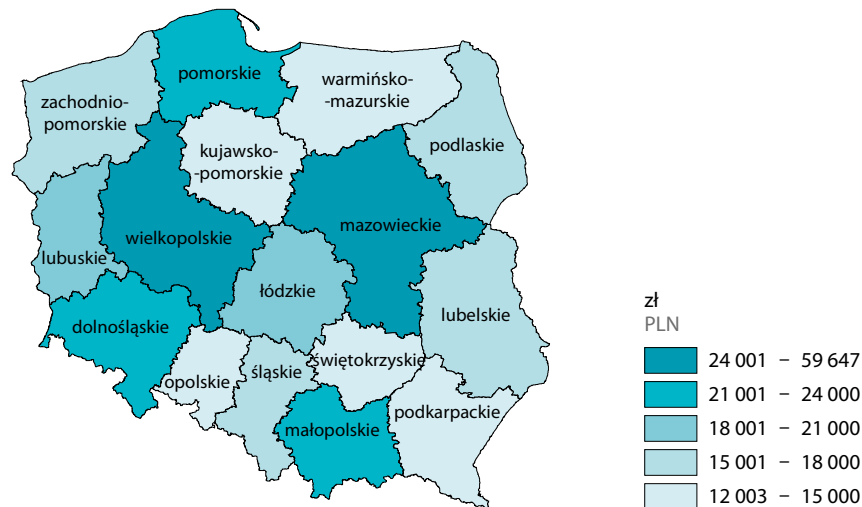 pomorskie
warmińsko-
-mazurskie
zachodnio-
pomorskie
podlaskie
kujawsko-
-pomorskie
mazowieckie
wielkopolskie
lubuskie
łódzkie
lubelskie
dolnośląskie
świętokrzyskie
śląskie
opolskie
podkarpackie
małopolskie
zł
PLN
24 001 – 59 647
21 001 – 24 000
18 001 – 21 000
15 001 – 18 000
12 003 – 15 000